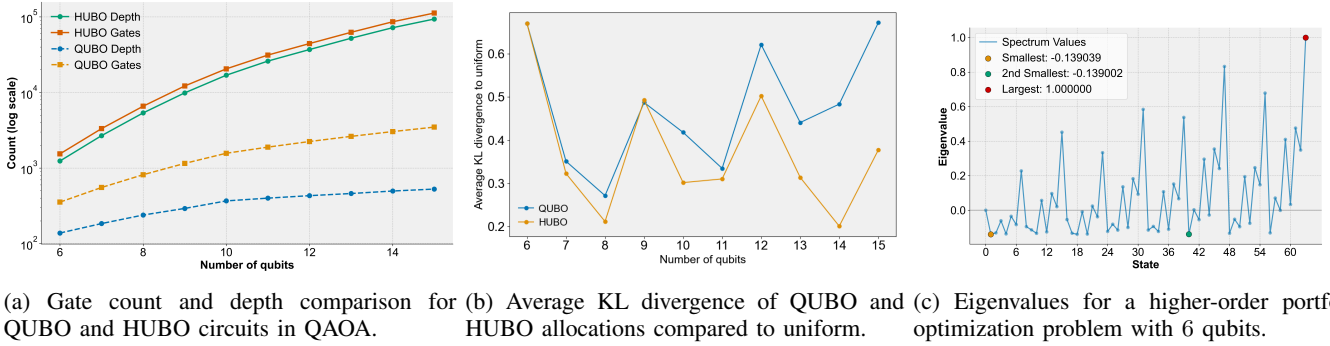 HUBO Depth
HUBO Gates
QUBO Depth
QUBO Gates
10^5
10^4
10^3
10^2
Count (log scale)
6 8 10 12 14
Number of qubits
0.6
0.5
0.4
0.3
0.2
Average KL divergence to uniform
QUBO
HUBO
6 7 8 9 10 11 12 13 14 15
Number of qubits
Spectrum Values
Smallest: -0.139039
2nd Smallest: -0.139002
Largest: 1.000000
1.0
0.8
0.6
0.4
0.2
0.0
Eigenvalue
0 6 12 18 24 30 36 42 48 54 60
State
(a) Gate count and depth comparison for
QUBO and HUBO circuits in QAOA.
(b) Average KL divergence of QUBO and
HUBO allocations compared to uniform.
(c) Eigenvalues for a higher-order portf
optimization problem with 6 qubits.